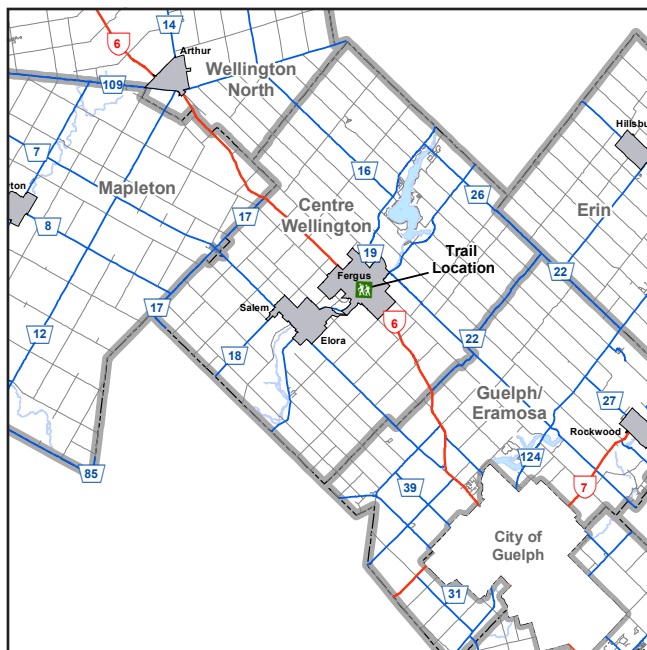 14
6
Arthur
Wellington
North
109
Hillsbu
7
16
Mapleton
26
rton
17
Centre
Wellington
Erin
8
19
Trail
Location
Fergus
22
17
Salem
6
22
Elora
12
18
Guelph/
Eramosa
27
Rockwood
124
85
39
7
City of
Guelph
31